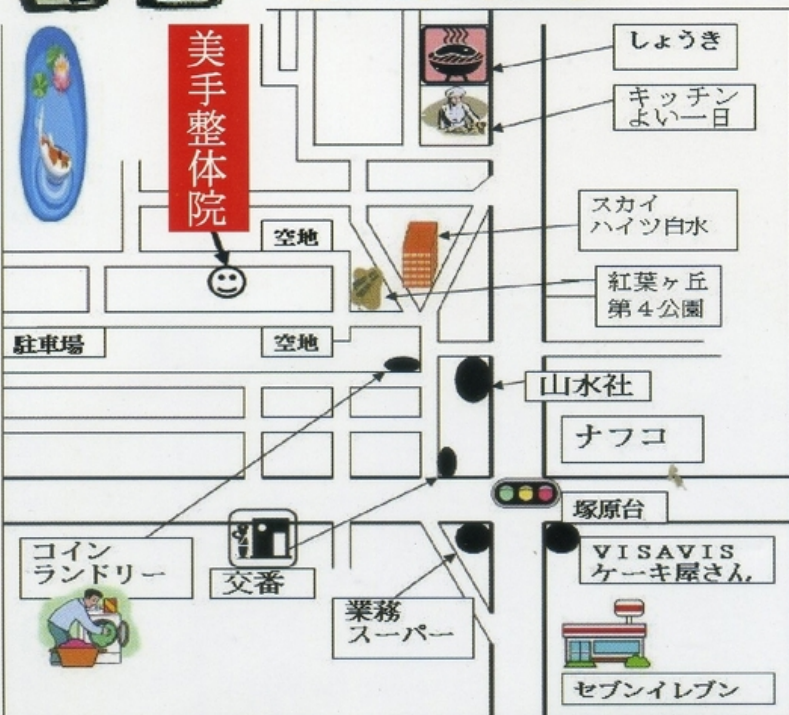 美手整体院
しょうき
キッチン
よい一日
スカイ
ハイツ白水
空地
紅葉ヶ丘
第４公園
駐車場
空地
山水社
ナフコ
塚原台
コイン
ランドリー
交番
業務
スーパー
ＶＩＳＡＶＩＳ
ケーキ屋さん
セブンイレブン